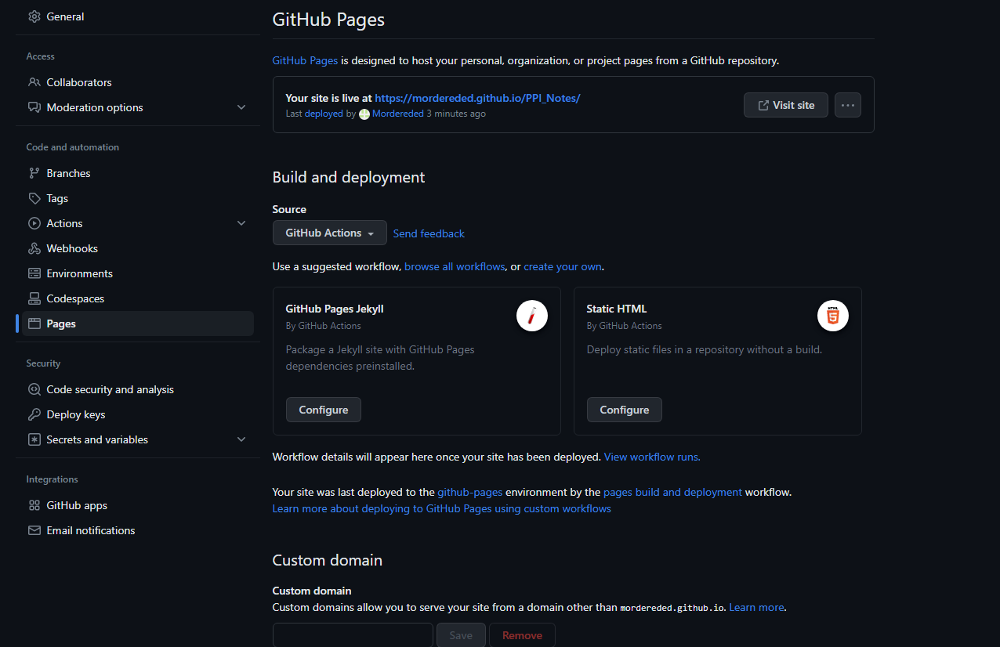 General
Access
Collaborators
Moderation options
Code and automation
Branches
Tags
Actions
Webhooks
Environments
Codespaces
Pages
Security
Code security and analysis
Deploy keys
Secrets and variables
Integrations
GitHub apps
Email notifications
GitHub Pages
GitHub Pages is designed to host your personal, organization, or project pages from a GitHub repository.
Your site is live at https://mordereded.github.io/PPI_Notes/
Last deployed by Mordereded 3 minutes ago
Visit site
Build and deployment
Source
GitHub Actions Send feedback
Use a suggested workflow, browse all workflows, or create your own.
GitHub Pages Jekyll
By GitHub Actions
Package a Jekyll site with GitHub Pages
dependencies preinstalled.
Configure
HTML
5
Static HTML
By GitHub Actions
Deploy static files in a repository without a build.
Configure
Workflow details will appear here once your site has been deployed. View workflow runs.
Your site was last deployed to the github-pages environment by the pages build and deployment workflow.
Learn more about deploying to GitHub Pages using custom workflows
Custom domain
Custom domain
Custom domains allow you to serve your site from a domain other than mordereded.github.io. Learn more.
Save Remove